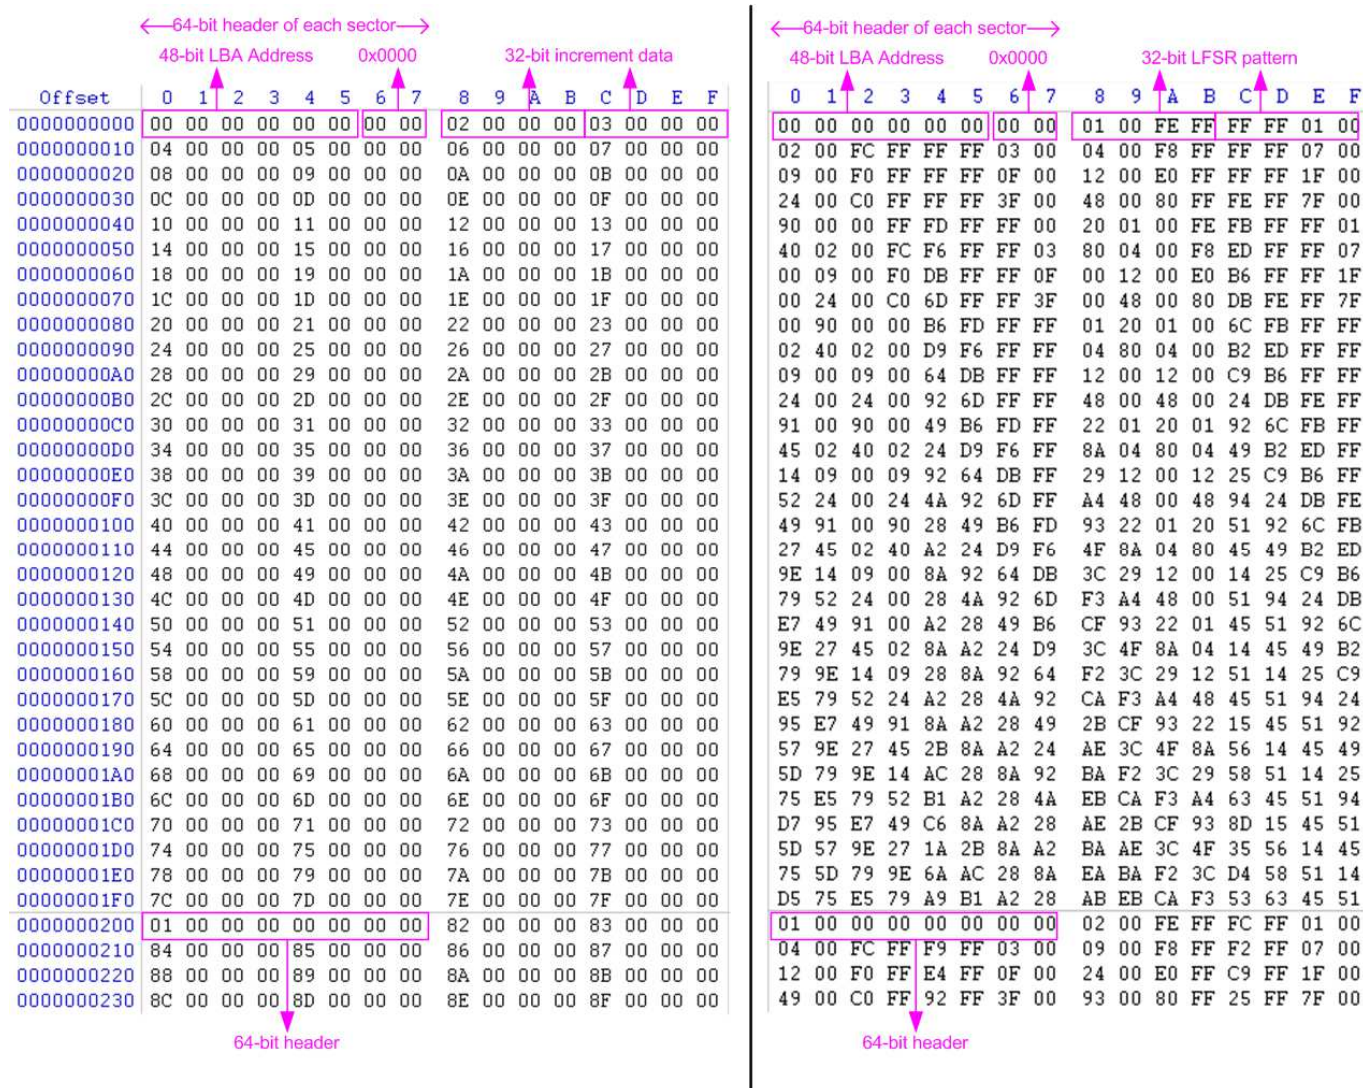 64-bit header of each sector
48-bit LBA Address 0x0000 32-bit increment data
Offset 0 1 2 3 4 5 6 7 8 9 A B C D E F
0000000000 00 00 00 00 00 00 00 00 02 00 00 00 03 00 00 00
0000000010 04 00 00 00 05 00 00 00 06 00 00 00 07 00 00 00
0000000020 08 00 00 00 09 00 00 00 0A 00 00 00 0B 00 00 00
0000000030 0C 00 00 00 0D 00 00 00 0E 00 00 00 0F 00 00 00
0000000040 10 00 00 00 11 00 00 00 12 00 00 00 13 00 00 00
0000000050 14 00 00 00 15 00 00 00 16 00 00 00 17 00 00 00
0000000060 18 00 00 00 19 00 00 00 1A 00 00 00 1B 00 00 00
0000000070 1C 00 00 00 1D 00 00 00 1E 00 00 00 1F 00 00 00
0000000080 20 00 00 00 21 00 00 00 22 00 00 00 23 00 00 00
0000000090 24 00 00 00 25 00 00 00 26 00 00 00 27 00 00 00
00000000A0 28 00 00 00 29 00 00 00 2A 00 00 00 2B 00 00 00
00000000B0 2C 00 00 00 2D 00 00 00 2E 00 00 00 2F 00 00 00
00000000C0 30 00 00 00 31 00 00 00 32 00 00 00 33 00 00 00
00000000D0 34 00 00 00 35 00 00 00 36 00 00 00 37 00 00 00
00000000E0 38 00 00 00 39 00 00 00 3A 00 00 00 3B 00 00 00
00000000F0 3C 00 00 00 3D 00 00 00 3E 00 00 00 3F 00 00 00
0000000100 40 00 00 00 41 00 00 00 42 00 00 00 43 00 00 00
0000000110 44 00 00 00 45 00 00 00 46 00 00 00 47 00 00 00
0000000120 48 00 00 00 49 00 00 00 4A 00 00 00 4B 00 00 00
0000000130 4C 00 00 00 4D 00 00 00 4E 00 00 00 4F 00 00 00
0000000140 50 00 00 00 51 00 00 00 52 00 00 00 53 00 00 00
0000000150 54 00 00 00 55 00 00 00 56 00 00 00 57 00 00 00
0000000160 58 00 00 00 59 00 00 00 5A 00 00 00 5B 00 00 00
0000000170 5C 00 00 00 5D 00 00 00 5E 00 00 00 5F 00 00 00
0000000180 60 00 00 00 61 00 00 00 62 00 00 00 63 00 00 00
0000000190 64 00 00 00 65 00 00 00 66 00 00 00 67 00 00 00
00000001A0 68 00 00 00 69 00 00 00 6A 00 00 00 6B 00 00 00
00000001B0 6C 00 00 00 6D 00 00 00 6E 00 00 00 6F 00 00 00
00000001C0 70 00 00 00 71 00 00 00 72 00 00 00 73 00 00 00
00000001D0 74 00 00 00 75 00 00 00 76 00 00 00 77 00 00 00
00000001E0 78 00 00 00 79 00 00 00 7A 00 00 00 7B 00 00 00
00000001F0 7C 00 00 00 7D 00 00 00 7E 00 00 00 7F 00 00 00
0000000200 01 00 00 00 00 00 00 00 82 00 00 00 83 00 00 00
0000000210 84 00 00 00 85 00 00 00 86 00 00 00 87 00 00 00
0000000220 88 00 00 00 89 00 00 00 8A 00 00 00 8B 00 00 00
0000000230 8C 00 00 00 8D 00 00 00 8E 00 00 00 8F 00 00 00
64-bit header
64-bit header of each sector
48-bit LBA Address 0x0000 32-bit LFSR pattern
0 1 2 3 4 5 6 7 8 9 A B C D E F
00 00 00 00 00 00 00 00 01 00 FE FF FF FF 01 00
02 00 FC FF FF FF 03 00 04 00 F8 FF FF FF 07 00
09 00 F0 FF FF FF 0F 00 12 00 E0 FF FF FF 1F 00
24 00 C0 FF FF FF 3F 00 48 00 80 FF FE FF 7F 00
90 00 00 FF FD FF FF 00 20 01 00 FE FB FF FF 01
40 02 00 FC F6 FF FF 03 80 04 00 F8 ED FF FF 07
00 09 00 F0 DB FF FF 0F 00 12 00 E0 B6 FF FF 1F
00 24 00 C0 6D FF FF 3F 00 48 00 80 DB FE FF 7F
00 90 00 00 B6 FD FF FF 01 20 01 00 6C FB FF FF
02 40 02 00 D9 F6 FF FF 04 80 04 00 B2 ED FF FF
09 00 09 00 64 DB FF FF 12 00 12 00 C9 B6 FF FF
24 00 24 00 92 6D FF FF 48 00 48 00 24 DB FE FF
91 00 90 00 49 B6 FD FF 22 01 20 01 92 6C FB FF
45 02 40 02 24 D9 F6 FF 8A 04 80 04 49 B2 ED FF
14 09 00 09 92 64 DB FF 29 12 00 12 25 C9 B6 FF
52 24 00 24 4A 92 6D FF A4 48 00 48 94 24 DB FE
49 91 00 90 28 49 B6 FD 93 22 01 20 51 92 6C FB
27 45 02 40 A2 24 D9 F6 4F 8A 04 80 45 49 B2 ED
9E 14 09 00 8A 92 64 DB 3C 29 12 00 14 25 C9 B6
79 52 24 00 28 4A 92 6D F3 A4 48 00 51 94 24 DB
E7 49 91 00 A2 28 49 B6 CF 93 22 01 45 51 92 6C
9E 27 45 02 8A A2 24 D9 3C 4F 8A 04 14 45 49 B2
79 9E 14 09 28 8A 92 64 F2 3C 29 12 51 14 25 C9
E5 79 52 24 A2 28 4A 92 CA F3 A4 48 45 51 94 24
95 E7 49 91 8A A2 28 49 2B CF 93 22 15 45 51 92
57 9E 27 45 2B 8A A2 24 AE 3C 4F 8A 56 14 45 49
5D 79 9E 14 AC 28 8A 92 BA F2 3C 29 58 51 14 25
75 E5 79 52 B1 A2 28 4A EB CA F3 A4 63 45 51 94
D7 95 E7 49 C6 8A A2 28 AE 2B CF 93 8D 15 45 51
5D 57 9E 27 1A 2B 8A A2 BA AE 3C 4F 35 56 14 45
75 5D 79 9E 6A AC 28 8A EA BA F2 3C D4 58 51 14
D5 75 E5 79 A9 B1 A2 28 AB EB CA F3 53 63 45 51
01 00 00 00 00 00 00 00 02 00 FE FF FC FF 01 00
04 00 FC FF F9 FF 03 00 09 00 F8 FF F2 FF 07 00
12 00 F0 FF E4 FF 0F 00 24 00 E0 FF C9 FF 1F 00
49 00 C0 FF 92 FF 3F 00 93 00 80 FF 25 FF 7F 00
64-bit header